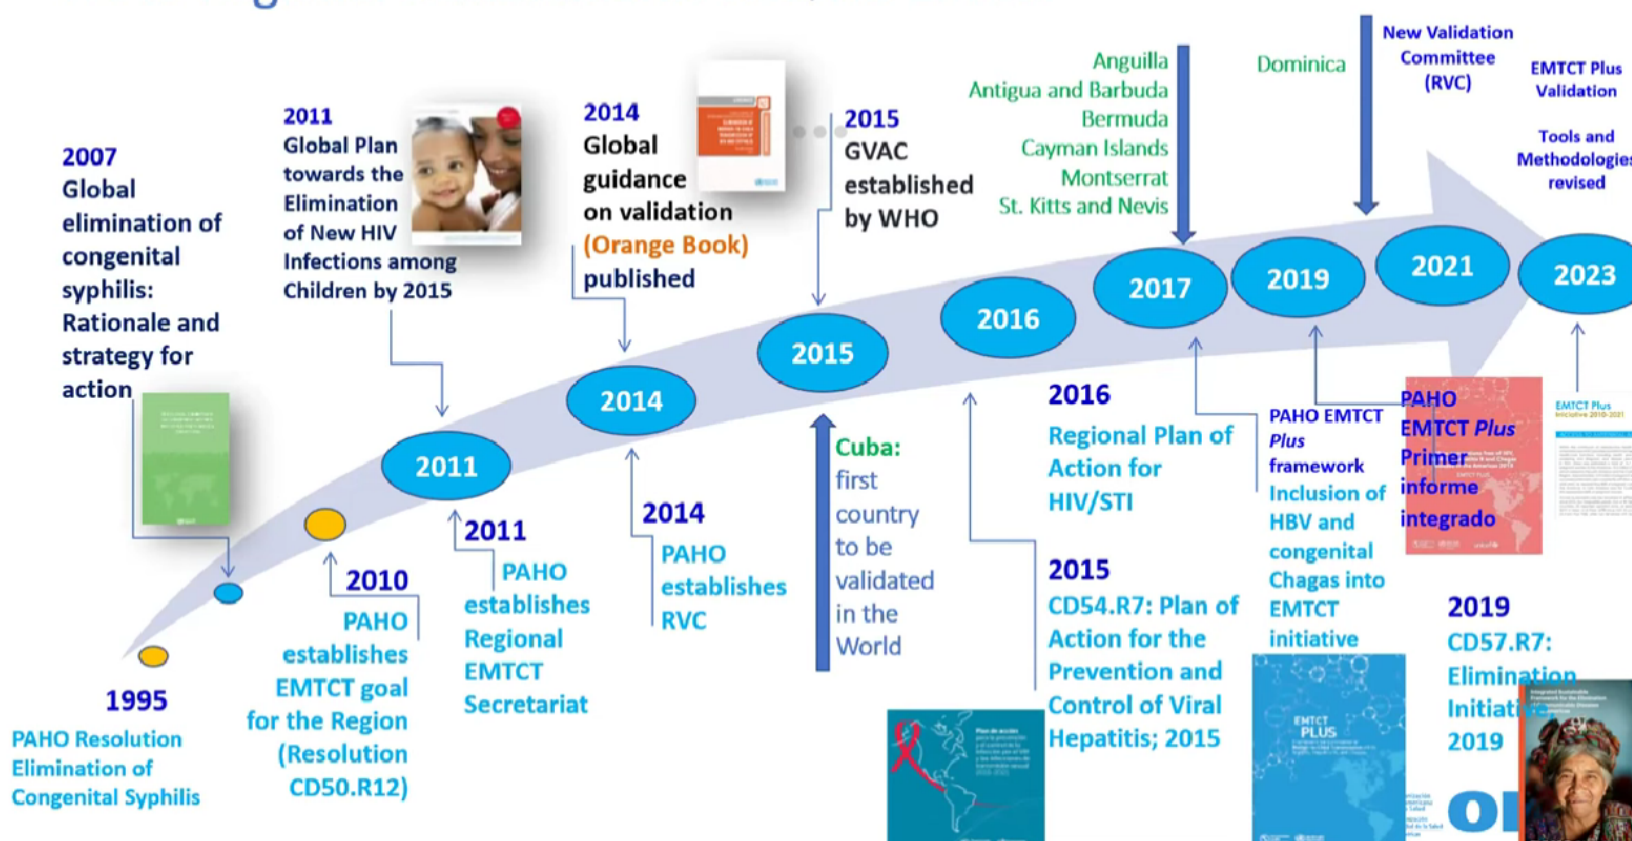 2007
Global
elimination of
congenital
syphilis:
Rationale and
strategy for
action
2011
Global Plan
towards the
Elimination
of New HIV
Infections among
Children by 2015
2014
Global
guidance
on validation
(Orange Book)
published
2015
GVAC
established
by WHO
Anguilla
Antigua and Barbuda
Bermuda
Cayman Islands
Montserrat
St. Kitts and Nevis
Dominica
New Validation
Committee
(RVC)
EMTCT Plus
Validation
Tools and
Methodologies
revised
2011
2014
2015
2016
2017
2019
2021
2023
1995
PAHO Resolution
Elimination of
Congenital Syphilis
2010
PAHO
establishes
EMTCT goal
for the Region
(Resolution
CD50.R12)
2011
PAHO
establishes
Regional
EMTCT
Secretariat
2014
PAHO
establishes
RVC
Cuba:
first
country
to be
validated
in the
World
2016
Regional Plan of
Action for
HIV/STI
2015
CD54.R7: Plan of
Action for the
Prevention and
Control of Viral
Hepatitis; 2015
PAHO EMTCT
Plus
framework
Inclusion of
HBV and
congenital
Chagas into
EMTCT
initiative
PAHO
EMTCT Plus
Primer
informe
integrado
2019
CD57.R7:
Elimination
Initiative,
2019
EMTCT Plus
EMTCT
PLUS
Plan de acción